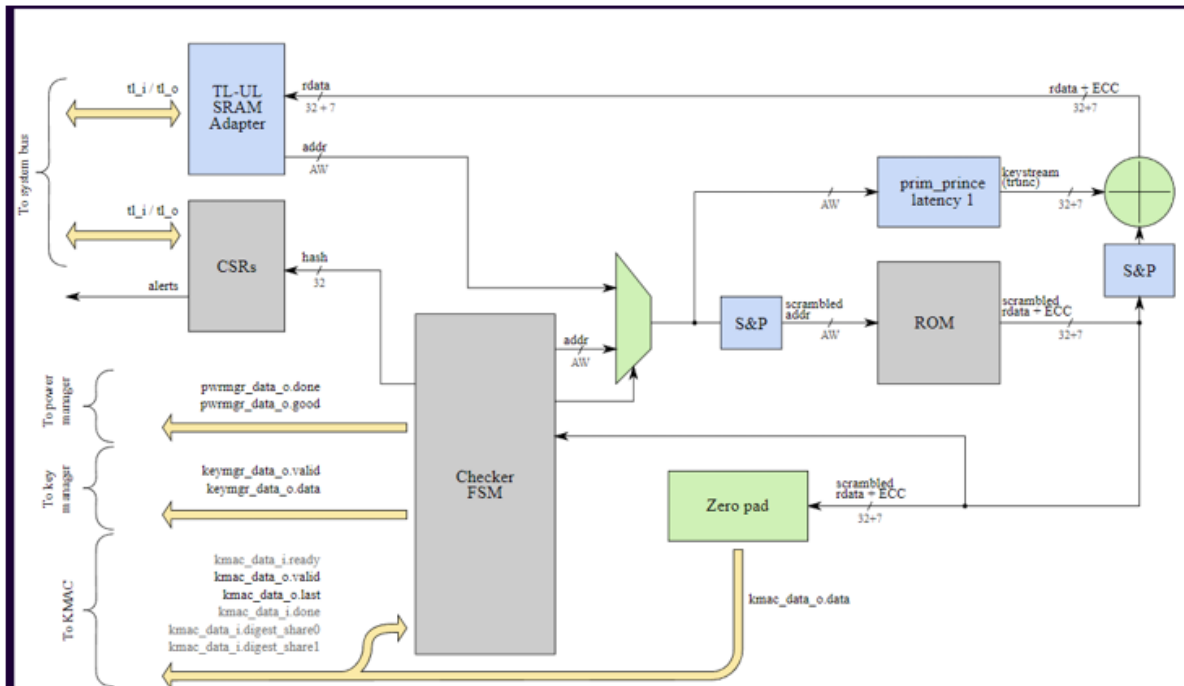 tl_i / tl_o
TL-UL
SRAM
Adapter
rdata
32 + 7
rdata + ECC
32+7
addr
AW
To system bus
tl_i / tl_o
CSRs
hash
32
alerts
prim_prince
latency 1
AW
keystream
(trunc)
32+7
S&P
S&P
scrambled
addr
AW
ROM
scrambled
rdata + ECC
32+7
addr
AW
Checker
FSM
To power
manager
pwrmgr_data_o.done
pwrmgr_data_o.good
To key
manager
keymgr_data_o.valid
keymgr_data_o.data
Zero pad
scrambled
rdata + ECC
32+7
To KMAC
kmac_data_i.ready
kmac_data_o.valid
kmac_data_o.last
kmac_data_i.done
kmac_data_i.digest_share0
kmac_data_i.digest_share1
kmac_data_o.data